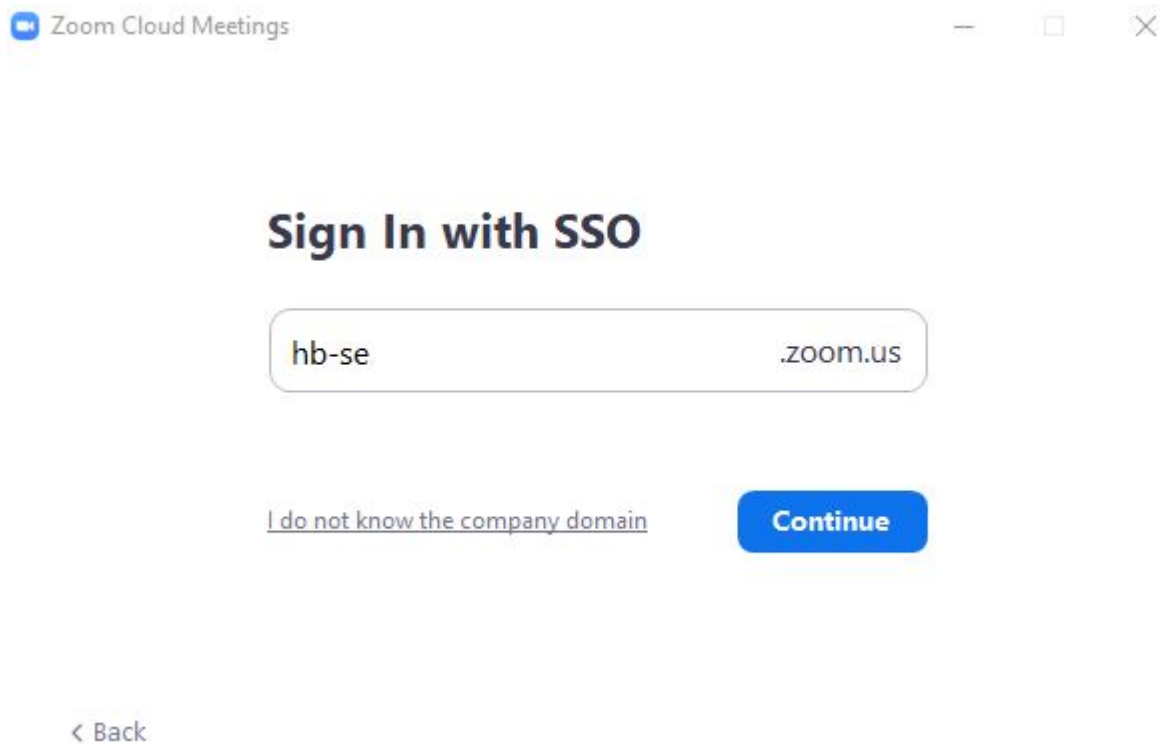 Zoom Cloud Meetings
Sign In with SSO
hb-se .zoom.us
I do not know the company domain Continue
< Back